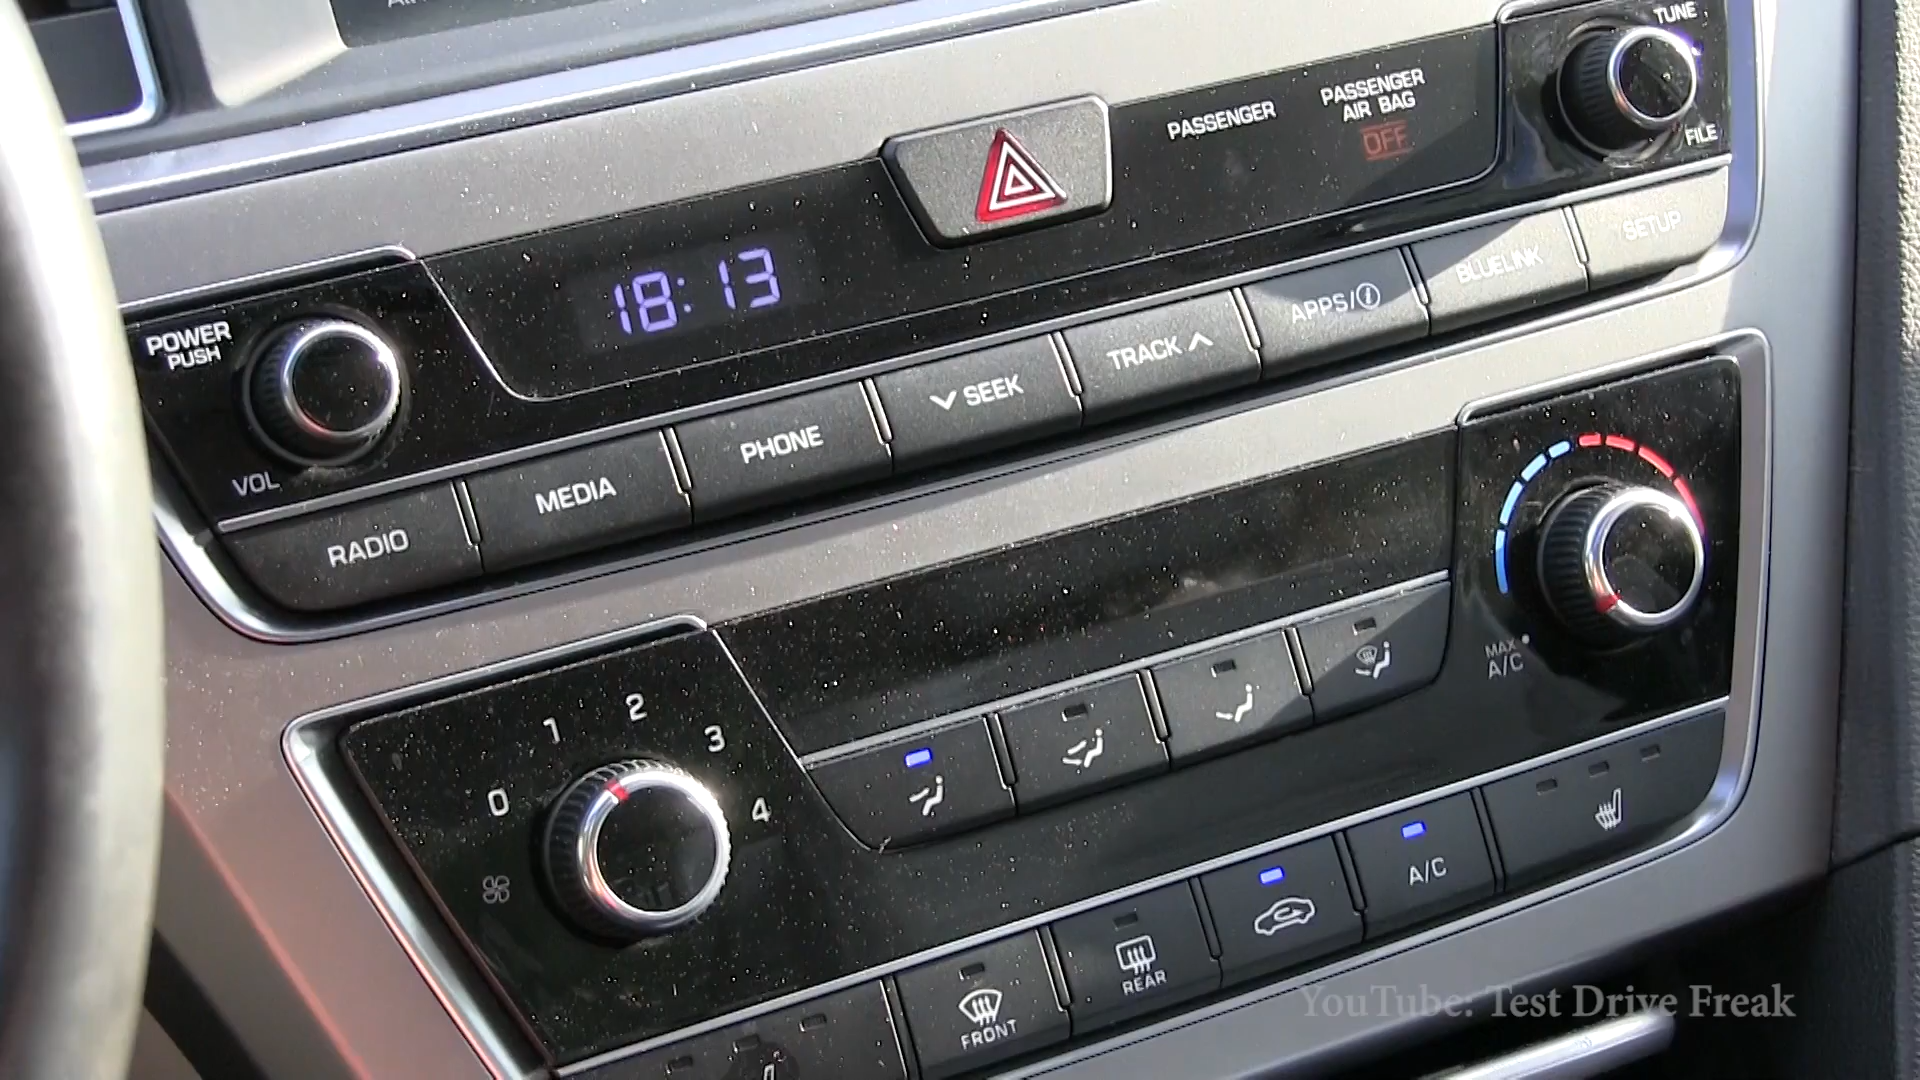 TUNE
PASSENGER
PASSENGER
AIR BAG
OFF
FILE
18:13
POWER
PUSH
VOL
RADIO
MEDIA
PHONE
SEEK
TRACK
APPS/i
BLUELINK
SETUP
MAX
A/C
0
1
2
3
4
A/C
REAR
FRONT
YouTube: Test Drive Freak